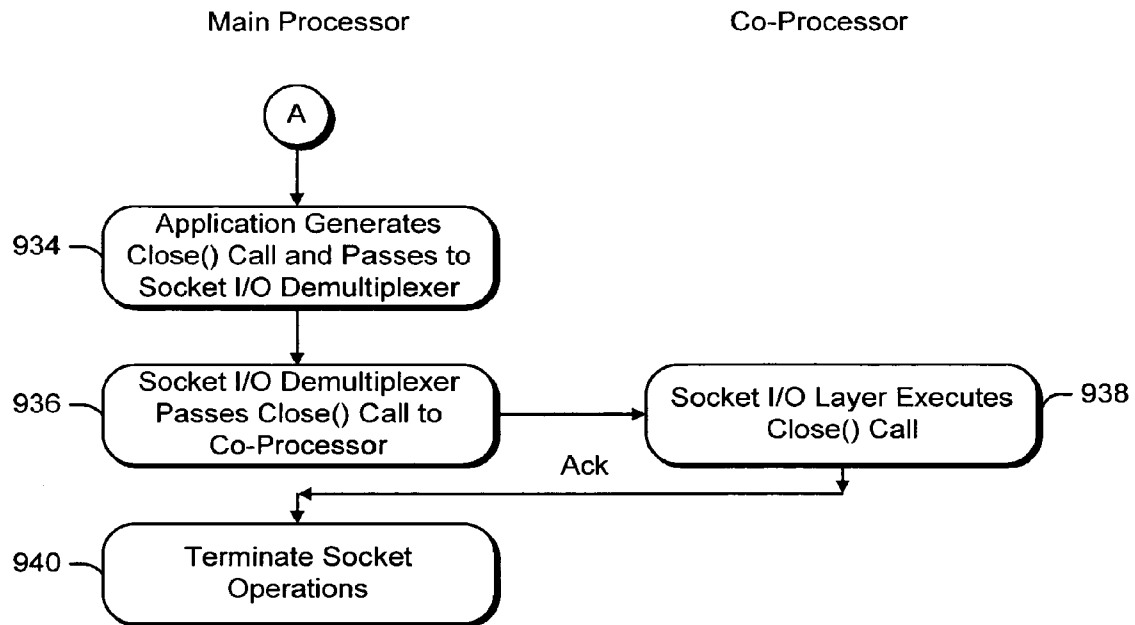 Main Processor
Co-Processor
A
934
Application Generates
Close() Call and Passes to
Socket I/O Demultiplexer
936
Socket I/O Demultiplexer
Passes Close() Call to
Co-Processor
Socket I/O Layer Executes
Close() Call
938
Ack
940
Terminate Socket
Operations